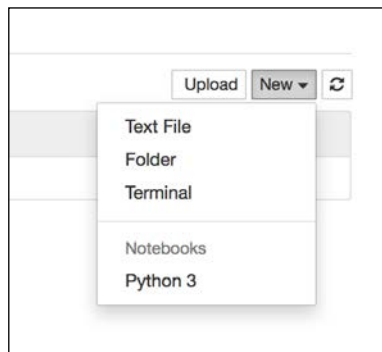 Upload New
Text File
Folder
Terminal
Notebooks
Python 3